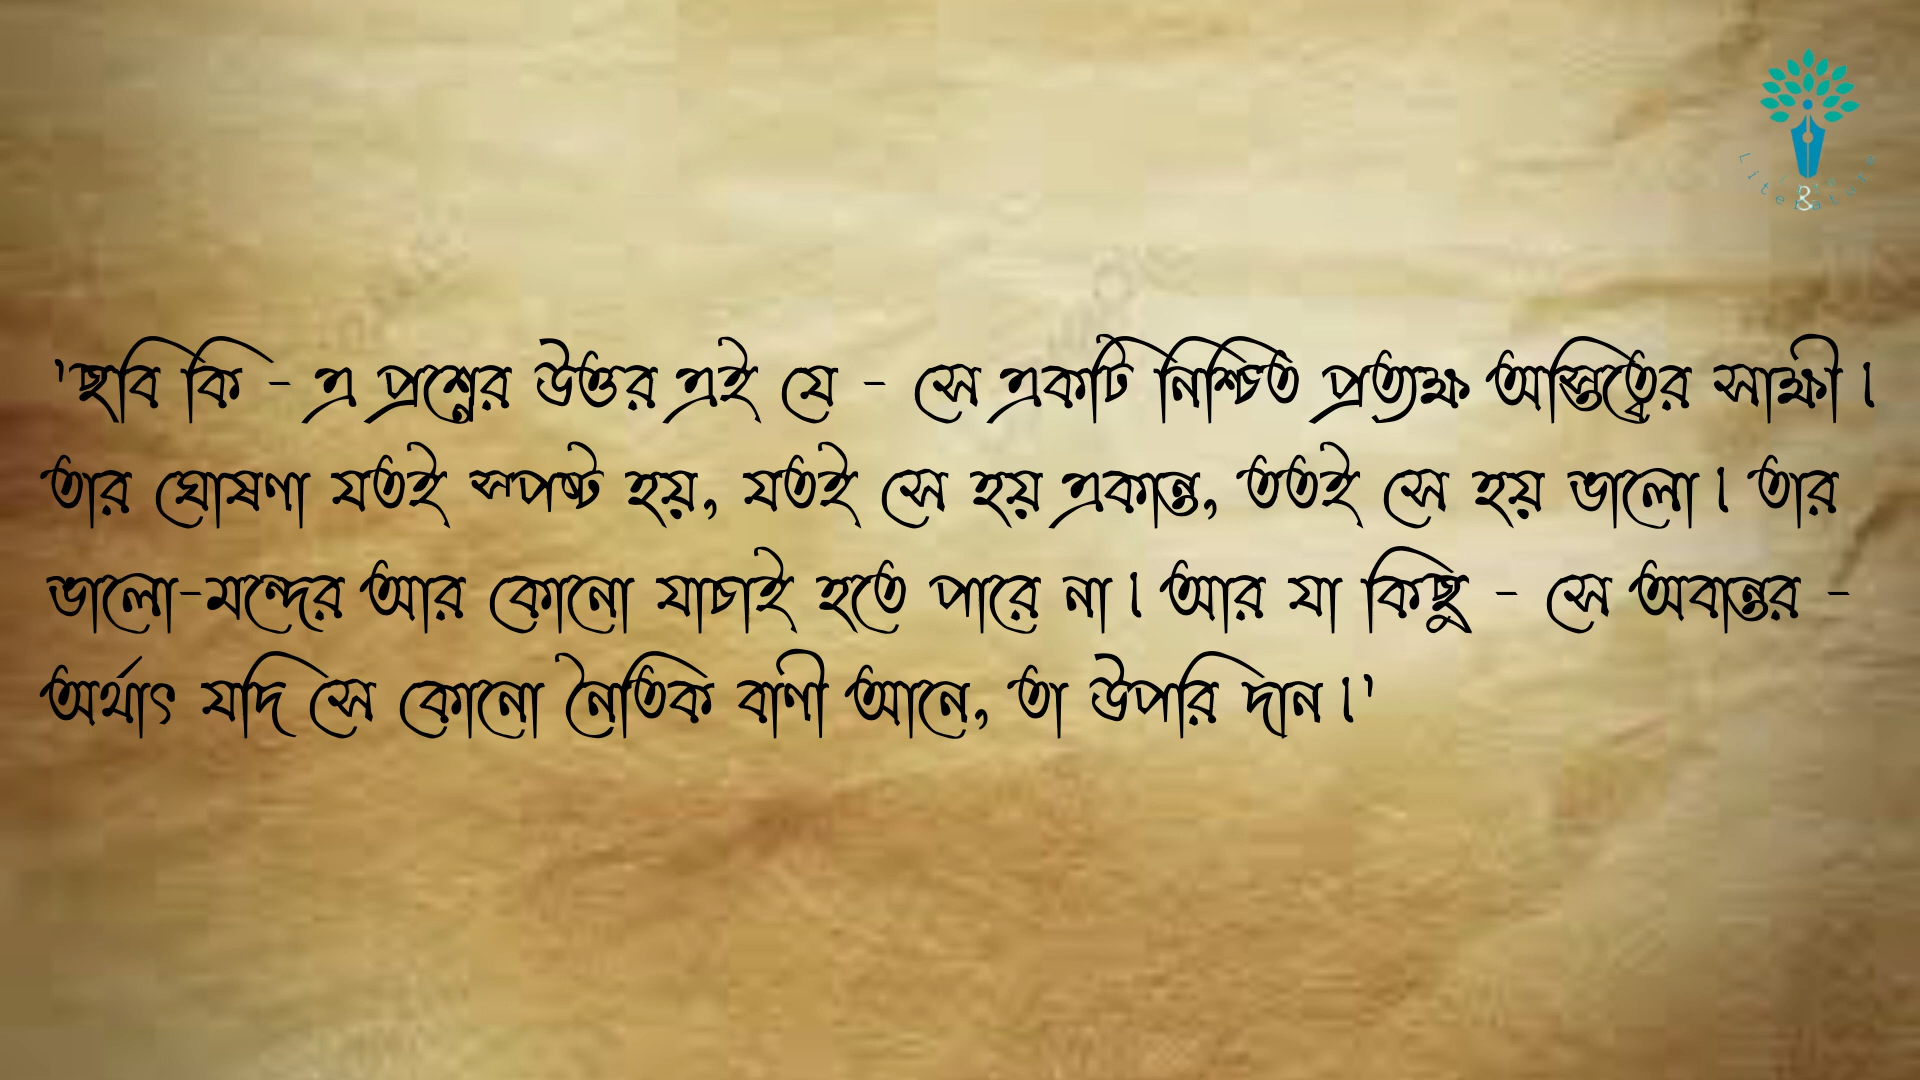 'ছবি কি - এ প্রশ্নের উত্তর এই যে - সে একটি নিশ্চিত প্রত্যক্ষ অস্তিত্বের সাক্ষী।
তার ঘোষণা যতই স্পষ্ট হয়, যতই সে হয় একান্ত, ততই সে হয় ভালো। তার
ভালো-মন্দের আর কোনো যাচাই হতে পারে না। আর যা কিছু - সে অবান্তর -
অর্থাৎ যদি সে কোনো নৈতিক বাণী আনে, তা উপরি দান।'